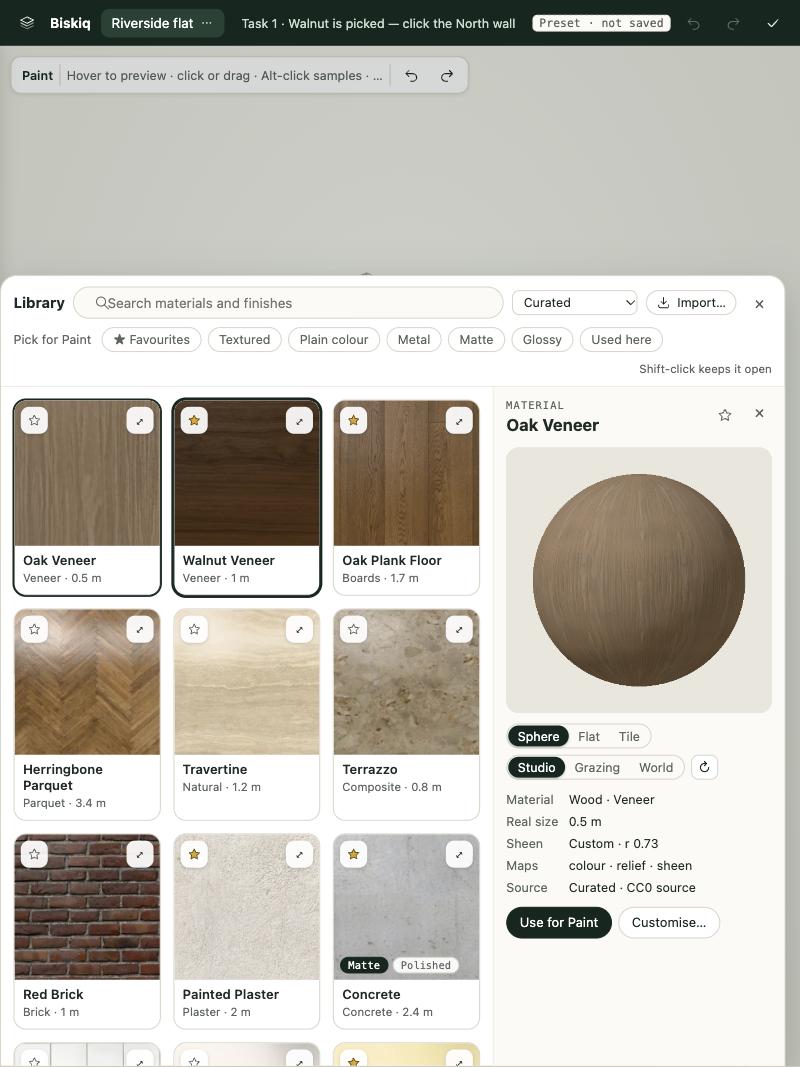 Biskiq
Riverside flat ···
Task 1 · Walnut is picked — click the North wall
Preset · not saved
Paint
Hover to preview · click or drag · Alt-click samples · …
Library
Search materials and finishes
Curated
Import…
Pick for Paint
Favourites
Textured
Plain colour
Metal
Matte
Glossy
Used here
Shift-click keeps it open
Oak Veneer
Veneer · 0.5 m
Walnut Veneer
Veneer · 1 m
Oak Plank Floor
Boards · 1.7 m
Herringbone
Parquet
Parquet · 3.4 m
Travertine
Natural · 1.2 m
Terrazzo
Composite · 0.8 m
Red Brick
Brick · 1 m
Painted Plaster
Plaster · 2 m
Matte
Polished
Concrete
Concrete · 2.4 m
MATERIAL
Oak Veneer
Sphere
Flat
Tile
Studio
Grazing
World
Material Wood · Veneer
Real size 0.5 m
Sheen Custom · r 0.73
Maps colour · relief · sheen
Source Curated · CC0 source
Use for Paint
Customise…